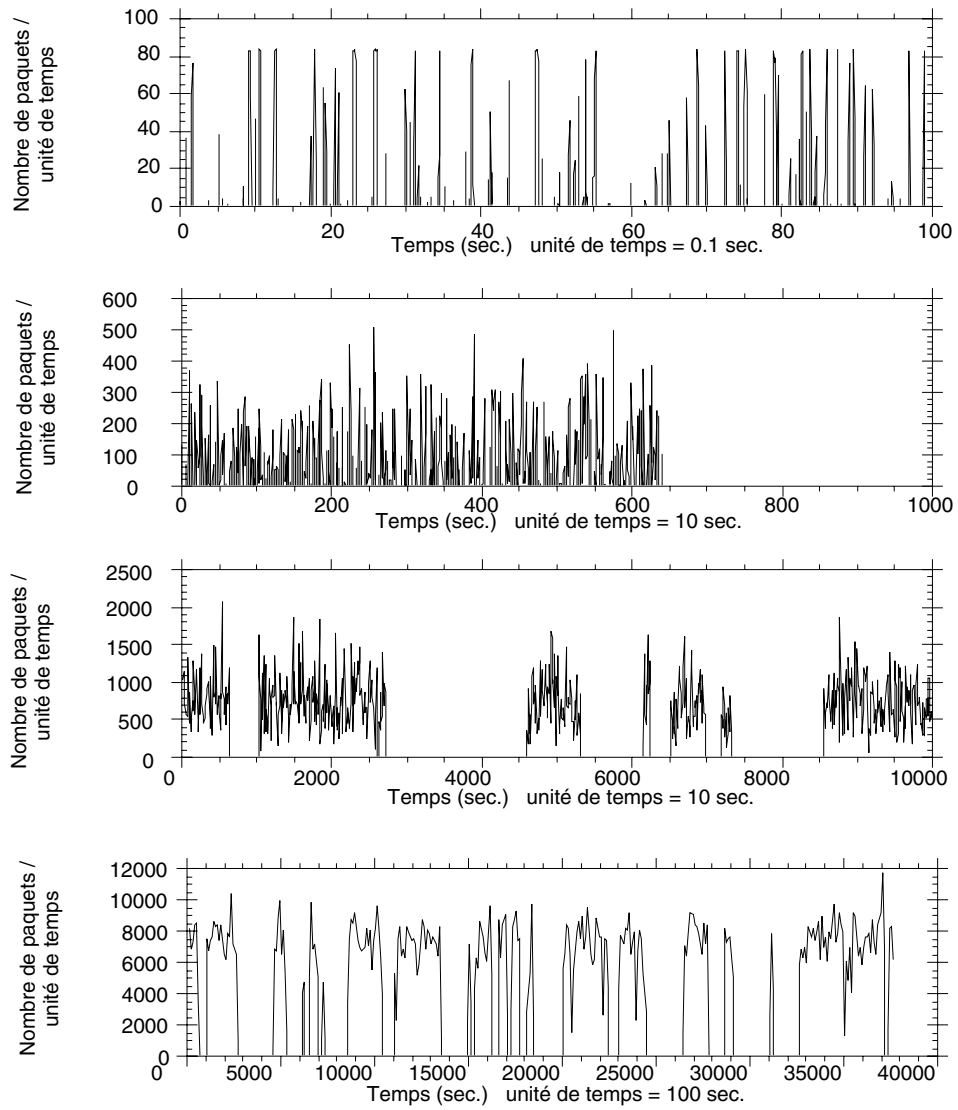 Nombre de paquets /
unité de temps
100
80
60
40
20
0
0 20 40 60 80 100
Temps (sec.) unité de temps = 0.1 sec.
Nombre de paquets /
unité de temps
600
500
400
300
200
100
0
0 200 400 600 800 1000
Temps (sec.) unité de temps = 10 sec.
Nombre de paquets /
unité de temps
2500
2000
1500
1000
500
0
0 2000 4000 6000 8000 10000
Temps (sec.) unité de temps = 10 sec.
Nombre de paquets /
unité de temps
12000
10000
8000
6000
4000
2000
0
0 5000 10000 15000 20000 25000 30000 35000 40000
Temps (sec.) unité de temps = 100 sec.